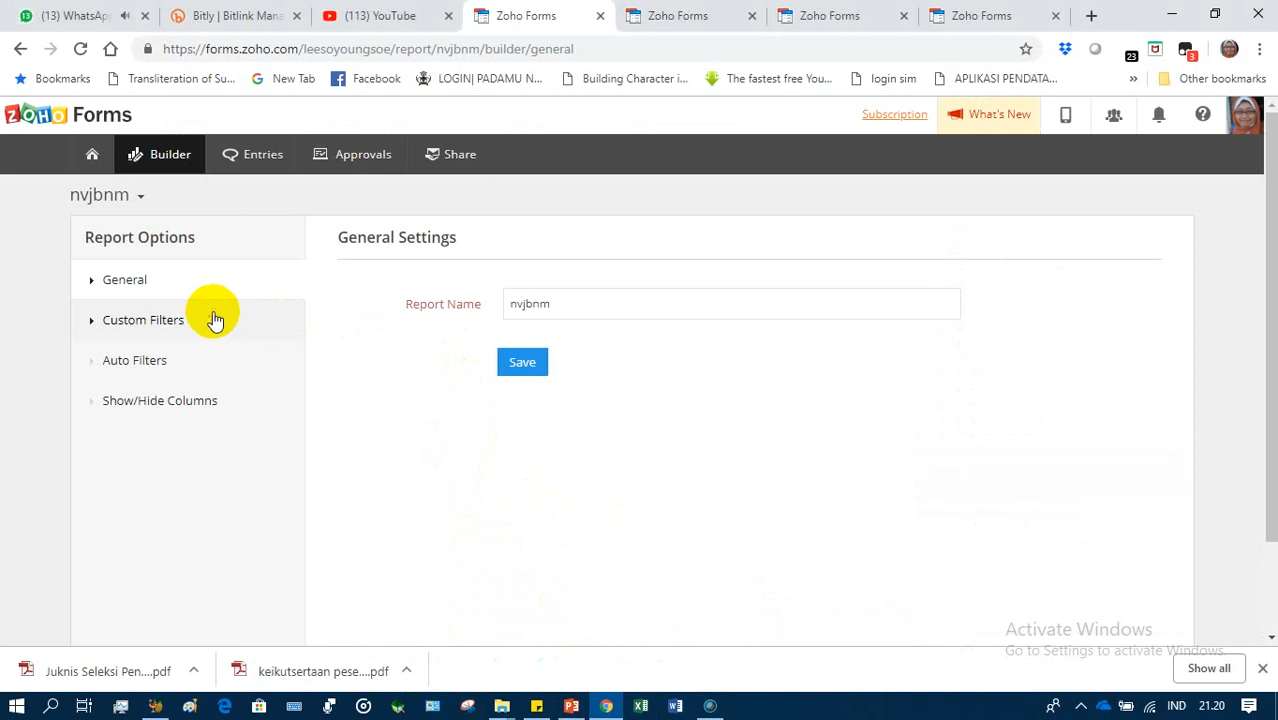 (13) WhatsApp
Bitly | Bitlink Mana
(113) YouTube
Zoho Forms
Zoho Forms
Zoho Forms
Zoho Forms
https://forms.zoho.com/leesoyoungsoe/report/nvjbnm/builder/general
23
3
Bookmarks
Transliteration of Su...
New Tab
Facebook
LOGIN| PADAMU N...
Building Character i...
The fastest free You...
login sim
APLIKASI PENDATA...
»
Other bookmarks
ZOHO Forms
Subscription
What's New
Builder
Entries
Approvals
Share
nvjbnm
Report Options
General Settings
General
Report Name
nvjbnm
Custom Filters
Auto Filters
Save
Show/Hide Columns
Activate Windows
Go to Settings to activate Windows.
Juknis Seleksi Pen....pdf
keikutsertaan pese....pdf
Show all
IND
21.20